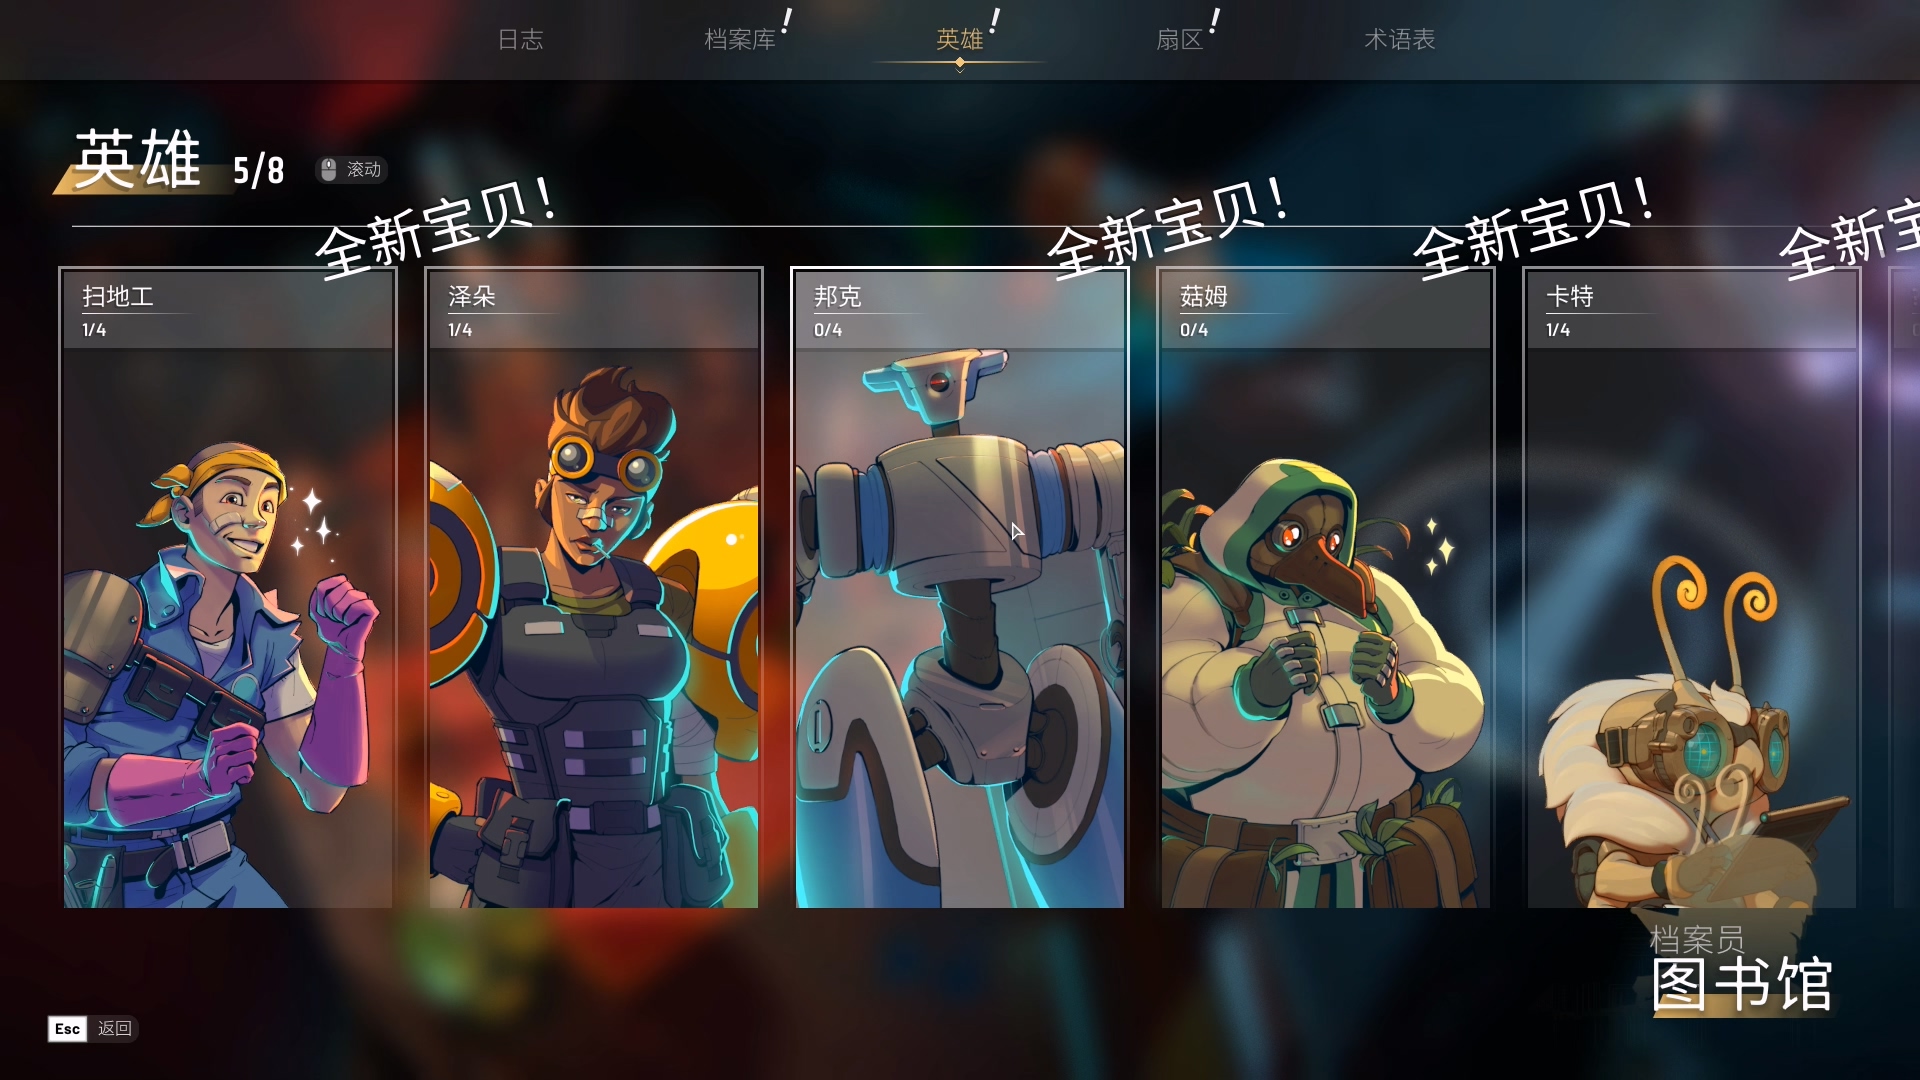 日志
档案库
!
英雄
!
扇区
!
术语表
英雄 5/8 滚动
全新宝贝!
全新宝贝!
全新宝贝!
全新宝
扫地工
1/4
泽朵
1/4
邦克
0/4
菇姆
0/4
卡特
1/4
档案员
图书馆
Esc 返回